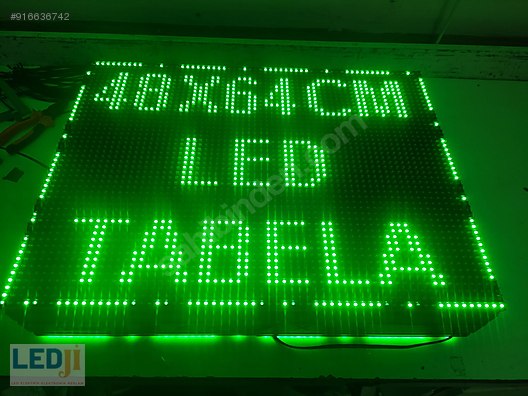 #916636742
48X64CM
LED
TABELA
sahibinden.com
LEDJi